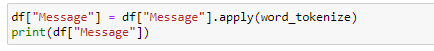 df["Message"] = df["Message"].apply(word_tokenize)
print(df["Message"])